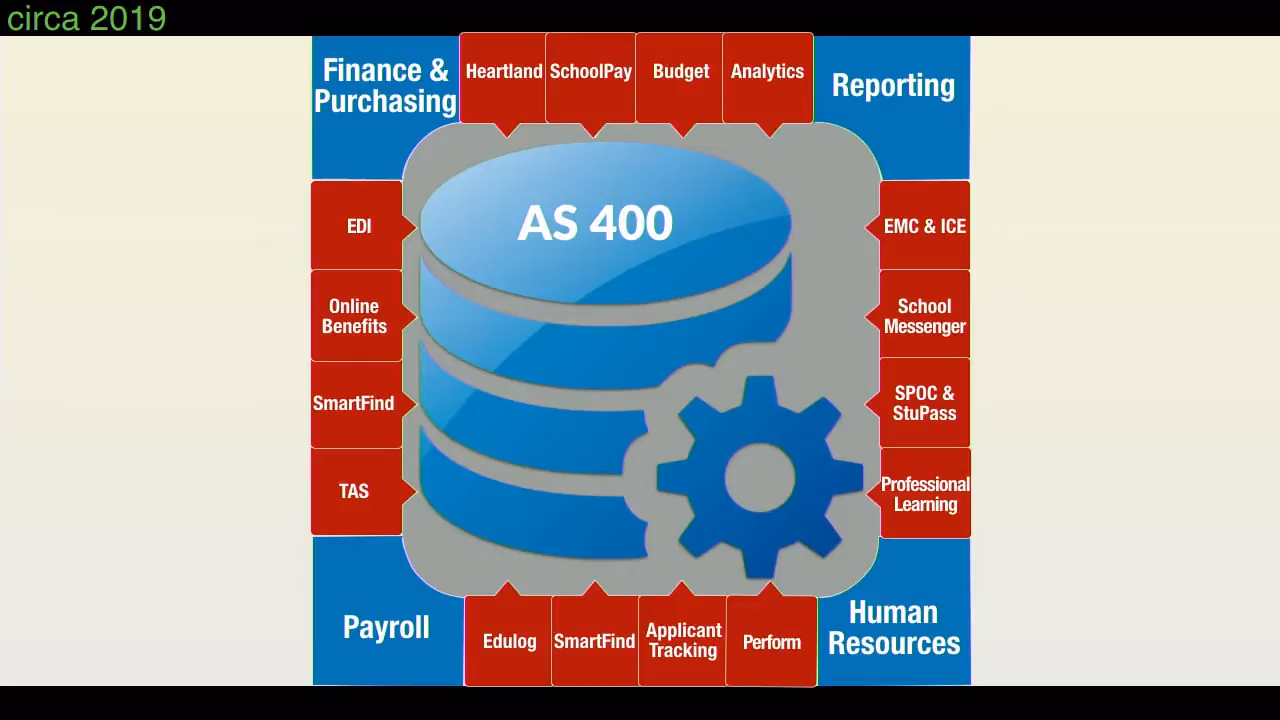 circa 2019
Finance &
Purchasing
Heartland
SchoolPay
Budget
Analytics
Reporting
EDI
Online
Benefits
SmartFind
TAS
AS 400
EMC & ICE
School
Messenger
SPOC &
StuPass
Professional
Learning
Payroll
Edulog
SmartFind
Applicant
Tracking
Perform
Human
Resources